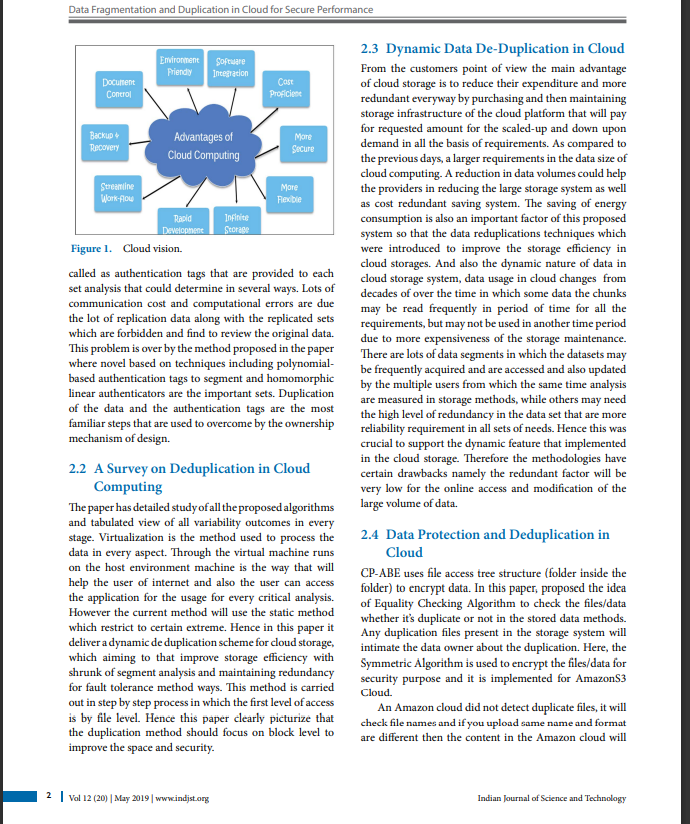 Data Fragmentation and Duplication in Cloud for Secure Performance
Environment
Friendly
Software
Integration
Document
Control
Cost
Proficient
Backup &
Recovery
Advantages of
Cloud Computing
More
Secure
Streamline
Work-flow
More
Flexible
Rapid
Development
Infinite
Storage
Figure 1. Cloud vision.
called as authentication tags that are provided to each
set analysis that could determine in several ways. Lots of
communication cost and computational errors are due
the lot of replication data along with the replicated sets
which are forbidden and find to review the original data.
This problem is over by the method proposed in the paper
where novel based on techniques including polynomial-
based authentication tags to segment and homomorphic
linear authenticators are the important sets. Duplication
of the data and the authentication tags are the most
familiar steps that are used to overcome by the ownership
mechanism of design.
2.2 A Survey on Deduplication in Cloud
Computing
The paper has detailed study of all the proposed algorithms
and tabulated view of all variability outcomes in every
stage. Virtualization is the method used to process the
data in every aspect. Through the virtual machine runs
on the host environment machine is the way that will
help the user of internet and also the user can access
the application for the usage for every critical analysis.
However the current method will use the static method
which restrict to certain extreme. Hence in this paper it
deliver a dynamic de duplication scheme for cloud storage,
which aiming to that improve storage efficiency with
shrunk of segment analysis and maintaining redundancy
for fault tolerance method ways. This method is carried
out in step by step process in which the first level of access
is by file level. Hence this paper clearly picturize that
the duplication method should focus on block level to
improve the space and security.
2.3 Dynamic Data De-Duplication in Cloud
From the customers point of view the main advantage
of cloud storage is to reduce their expenditure and more
redundant everyway by purchasing and then maintaining
storage infrastructure of the cloud platform that will pay
for requested amount for the scaled-up and down upon
demand in all the basis of requirements. As compared to
the previous days, a larger requirements in the data size of
cloud computing. A reduction in data volumes could help
the providers in reducing the large storage system as well
as cost redundant saving system. The saving of energy
consumption is also an important factor of this proposed
system so that the data reduplications techniques which
were introduced to improve the storage efficiency in
cloud storages. And also the dynamic nature of data in
cloud storage system, data usage in cloud changes from
decades of over the time in which some data the chunks
may be read frequently in period of time for all the
requirements, but may not be used in another time period
due to more expensiveness of the storage maintenance.
There are lots of data segments in which the datasets may
be frequently acquired and are accessed and also updated
by the multiple users from which the same time analysis
are measured in storage methods, while others may need
the high level of redundancy in the data set that are more
reliability requirement in all sets of needs. Hence this was
crucial to support the dynamic feature that implemented
in the cloud storage. Therefore the methodologies have
certain drawbacks namely the redundant factor will be
very low for the online access and modification of the
large volume of data.
2.4 Data Protection and Deduplication in
Cloud
CP-ABE uses file access tree structure (folder inside the
folder) to encrypt data. In this paper, proposed the idea
of Equality Checking Algorithm to check the files/data
whether it's duplicate or not in the stored data methods.
Any duplication files present in the storage system will
intimate the data owner about the duplication. Here, the
Symmetric Algorithm is used to encrypt the files/data for
security purpose and it is implemented for AmazonS3
Cloud.
An Amazon cloud did not detect duplicate files, it will
check file names and if you upload same name and format
are different then the content in the Amazon cloud will
2 Vol 12 (20) | May 2019 | www.indjst.org
Indian Journal of Science and Technology